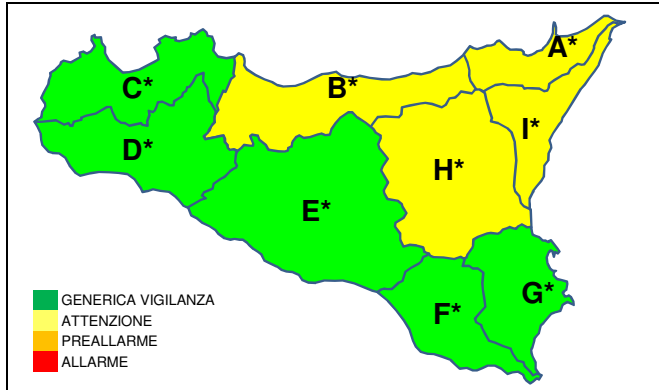 A*
B*
C*
I*
D*
H*
E*
G*
F*
GENERICA VIGILANZA
ATTENZIONE
PREALLARME
ALLARME